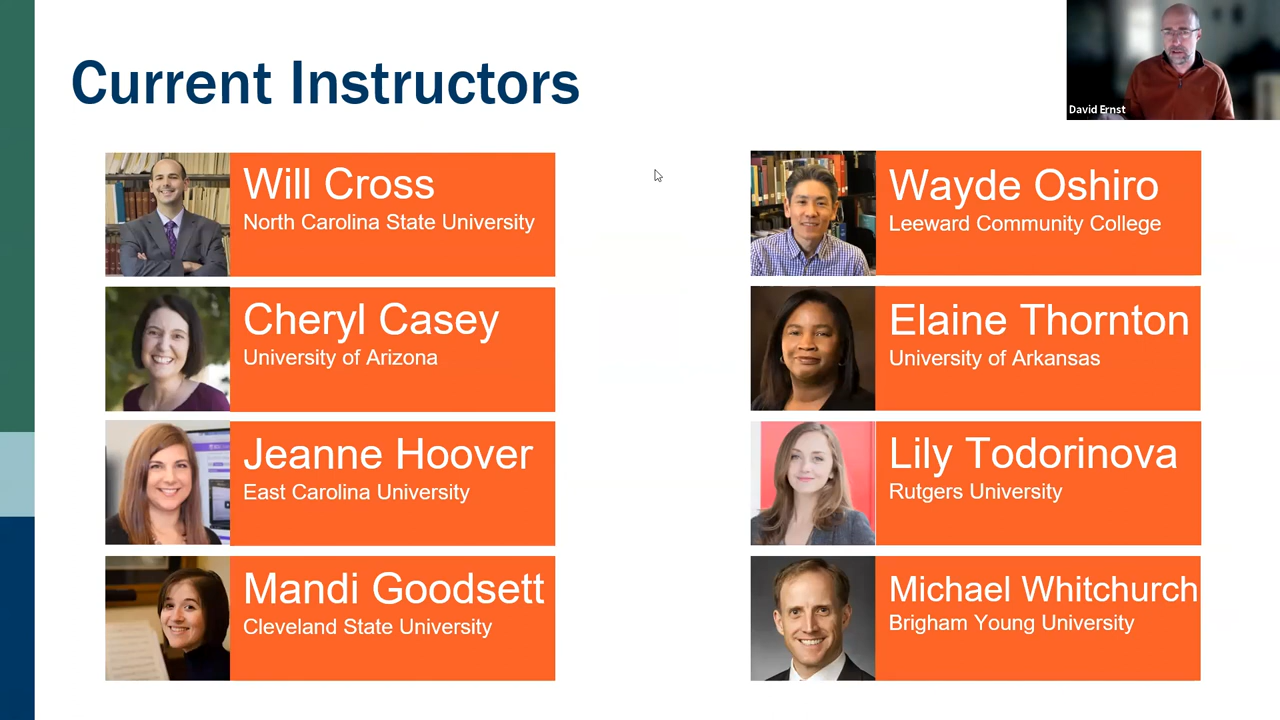 Current Instructors
David Ernst
Will Cross
North Carolina State University
Cheryl Casey
University of Arizona
Jeanne Hoover
East Carolina University
Mandi Goodsett
Cleveland State University
Wayde Oshiro
Leeward Community College
Elaine Thornton
University of Arkansas
Lily Todorinova
Rutgers University
Michael Whitchurch
Brigham Young University